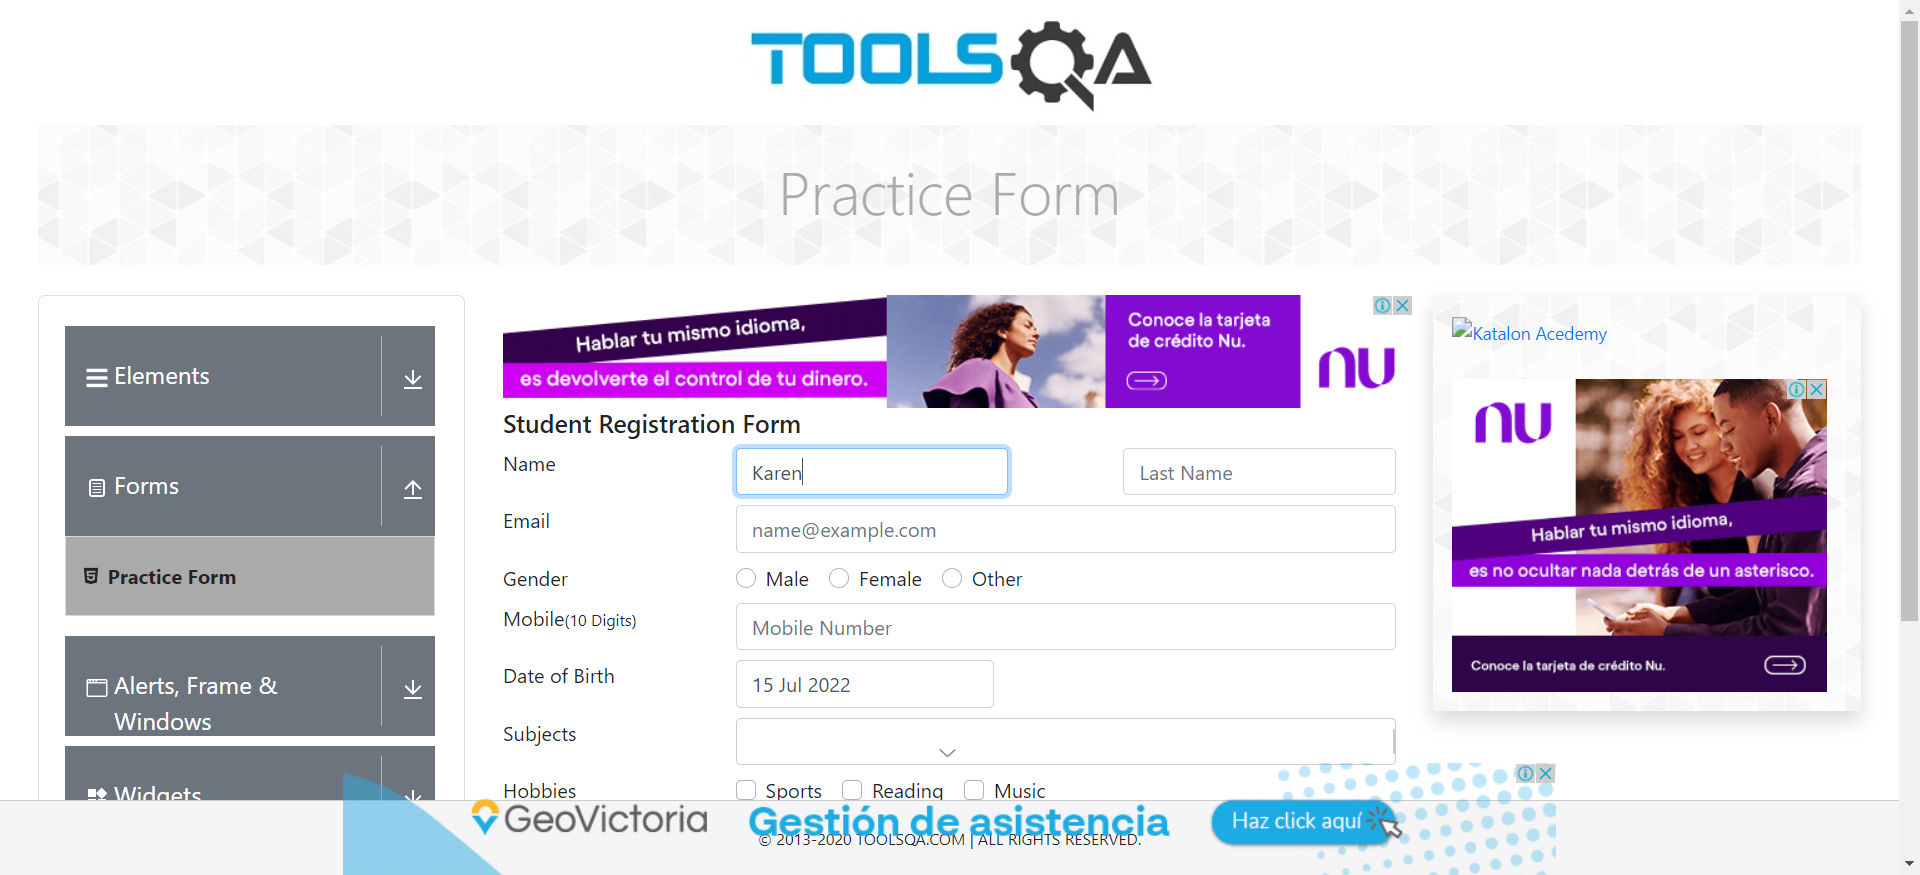 TOOLSQA
Practice Form
Elements
Forms
Practice Form
Alerts, Frame &
Windows
Widgets
Hablar tu mismo idioma,
es devolverte el control de tu dinero.
Conoce la tarjeta
de crédito Nu.
nu
Student Registration Form
Name
Karen
Last Name
Email
name@example.com
Gender
Male
Female
Other
Mobile(10 Digits)
Mobile Number
Date of Birth
15 Jul 2022
Subjects
Hobbies
Sports
Reading
Music
Katalon Acedemy
nu
Hablar tu mismo idioma,
es no ocultar nada detrás de un asterisco.
Conoce la tarjeta de crédito Nu.
GeoVictoria
Gestión de asistencia
Haz click aquí
© 2013-2020 TOOLSQA.COM | ALL RIGHTS RESERVED.